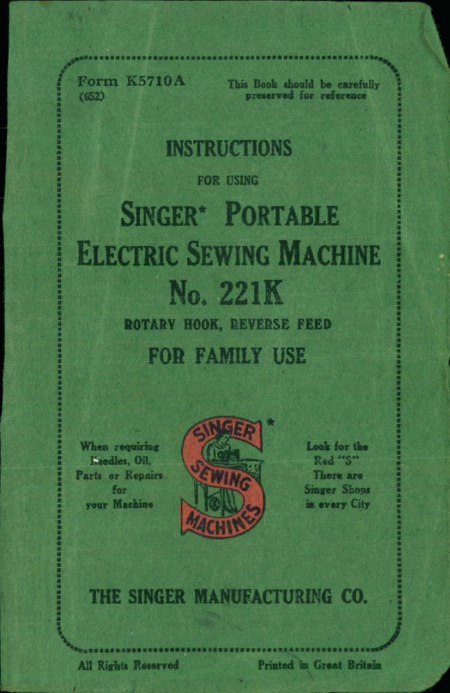 Form K5710A
(652)
This Book should be carefully
preserved for reference
INSTRUCTIONS
FOR USING
SINGER* PORTABLE
ELECTRIC SEWING MACHINE
No. 221K
ROTARY HOOK, REVERSE FEED
FOR FAMILY USE
When requiring
Needles, Oil,
Parts or Repairs
for
your Machine
SINGER *
SEWING
MACHINES
Look for the
Red "S"
There are
Singer Shops
in every City
THE SINGER MANUFACTURING CO.
All Rights Reserved
Printed in Great Britain